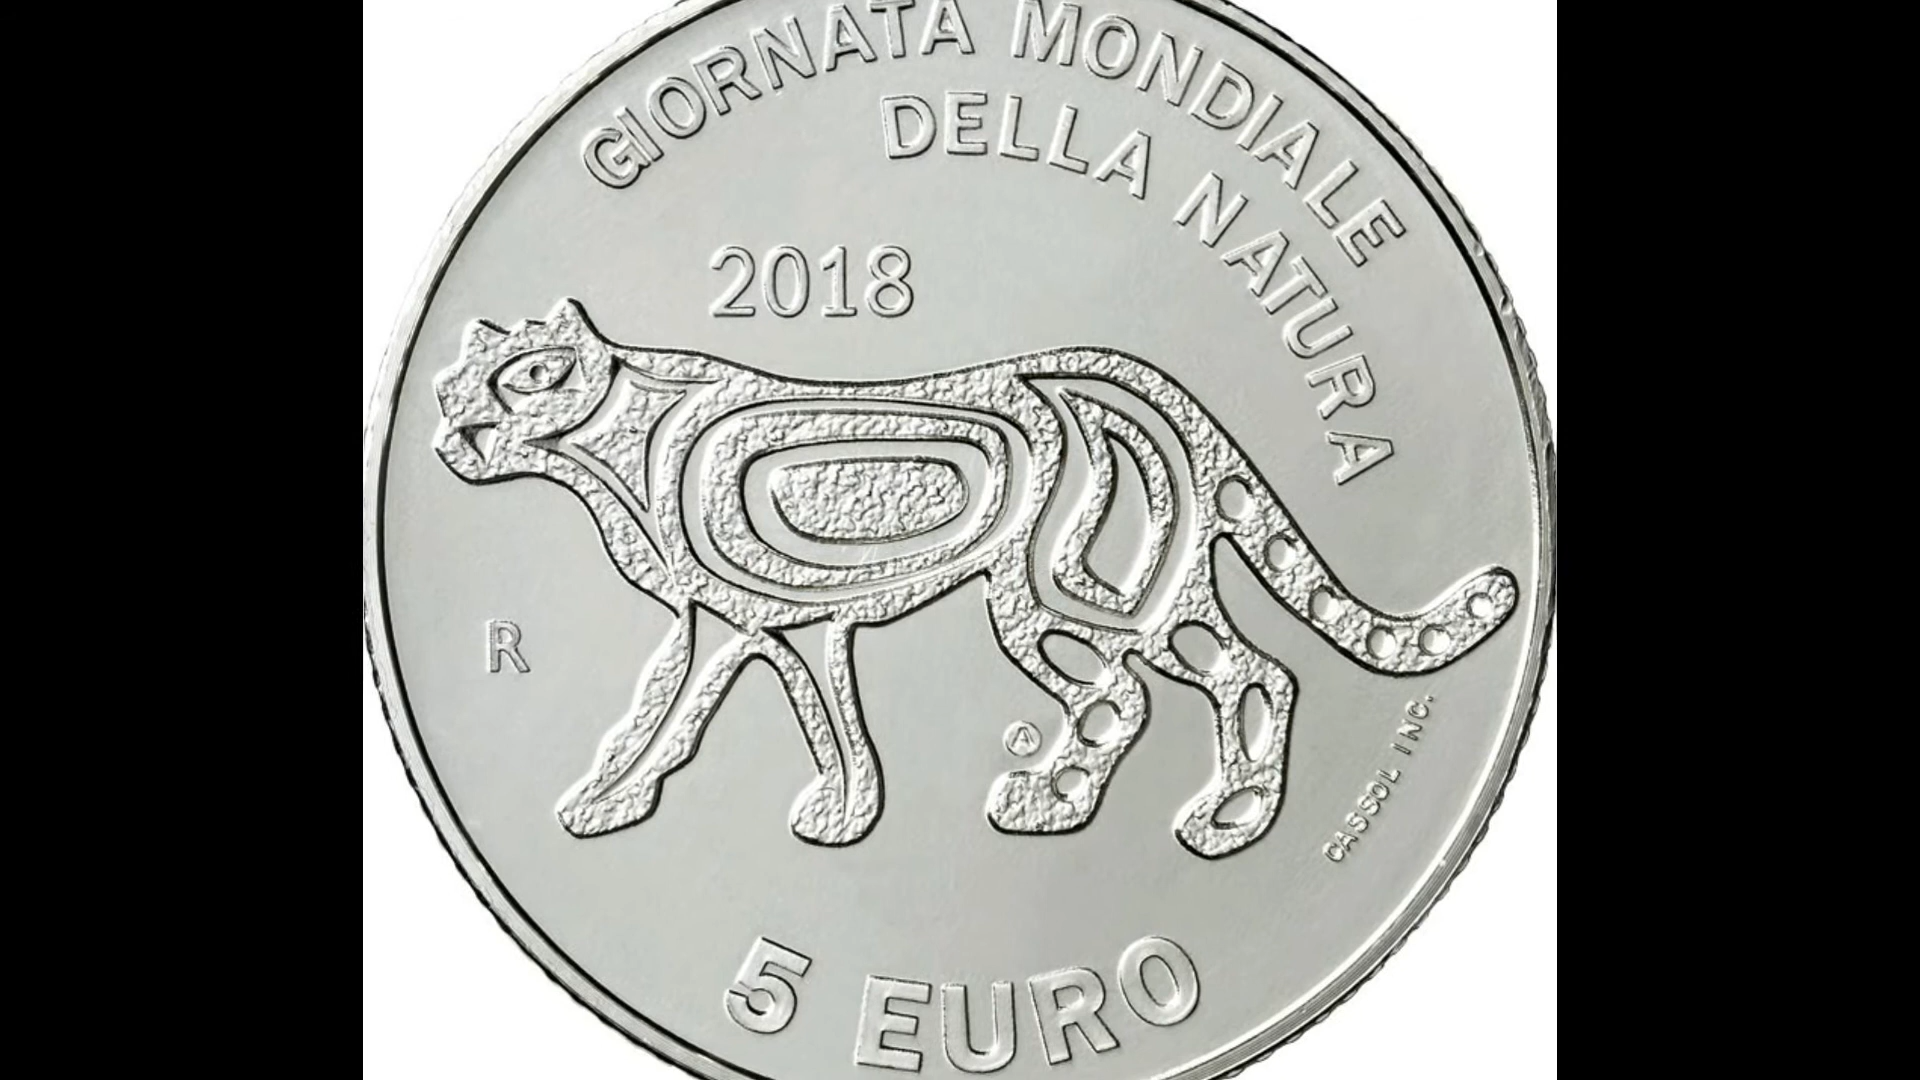 GIORNATA MONDIALE
DELLA NATURA
2018
R
A
CASSOL INC.
5 EURO